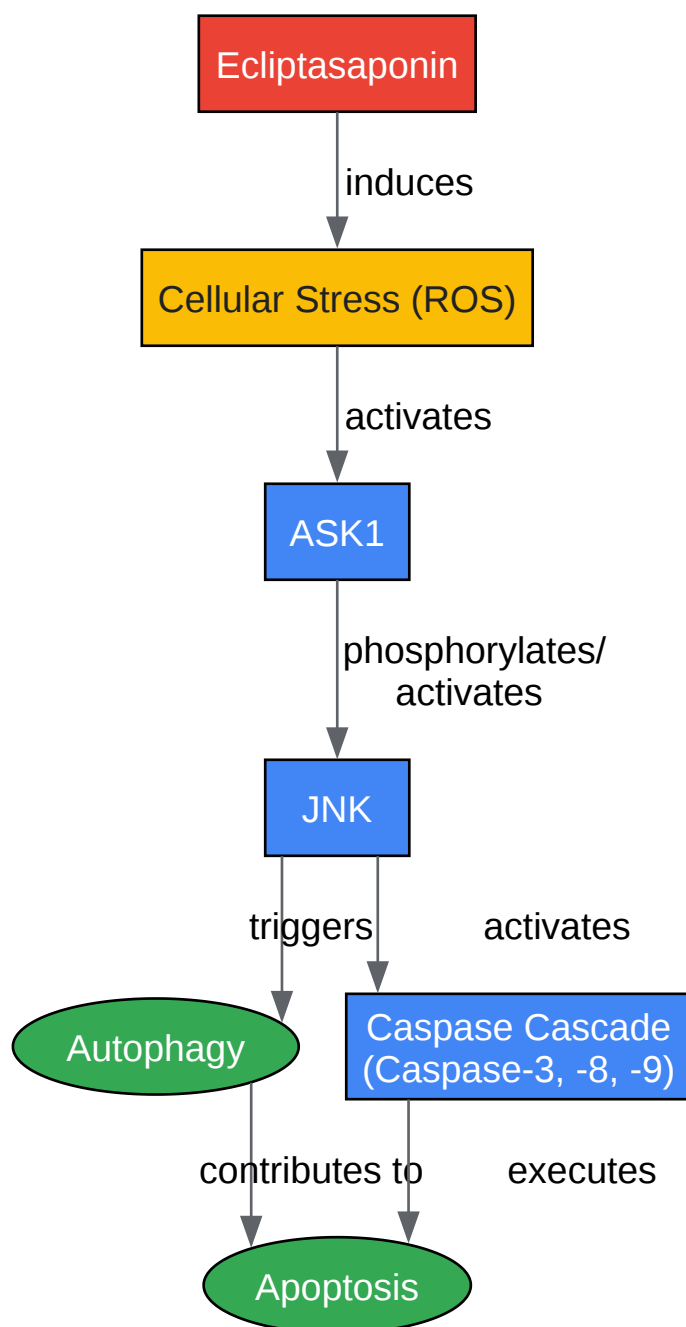 Ecliptasaponin
induces
Cellular Stress (ROS)
activates
ASK1
phosphorylates/
activates
JNK
triggers
activates
Autophagy
Caspase Cascade
(Caspase-3, -8, -9)
contributes to
executes
Apoptosis